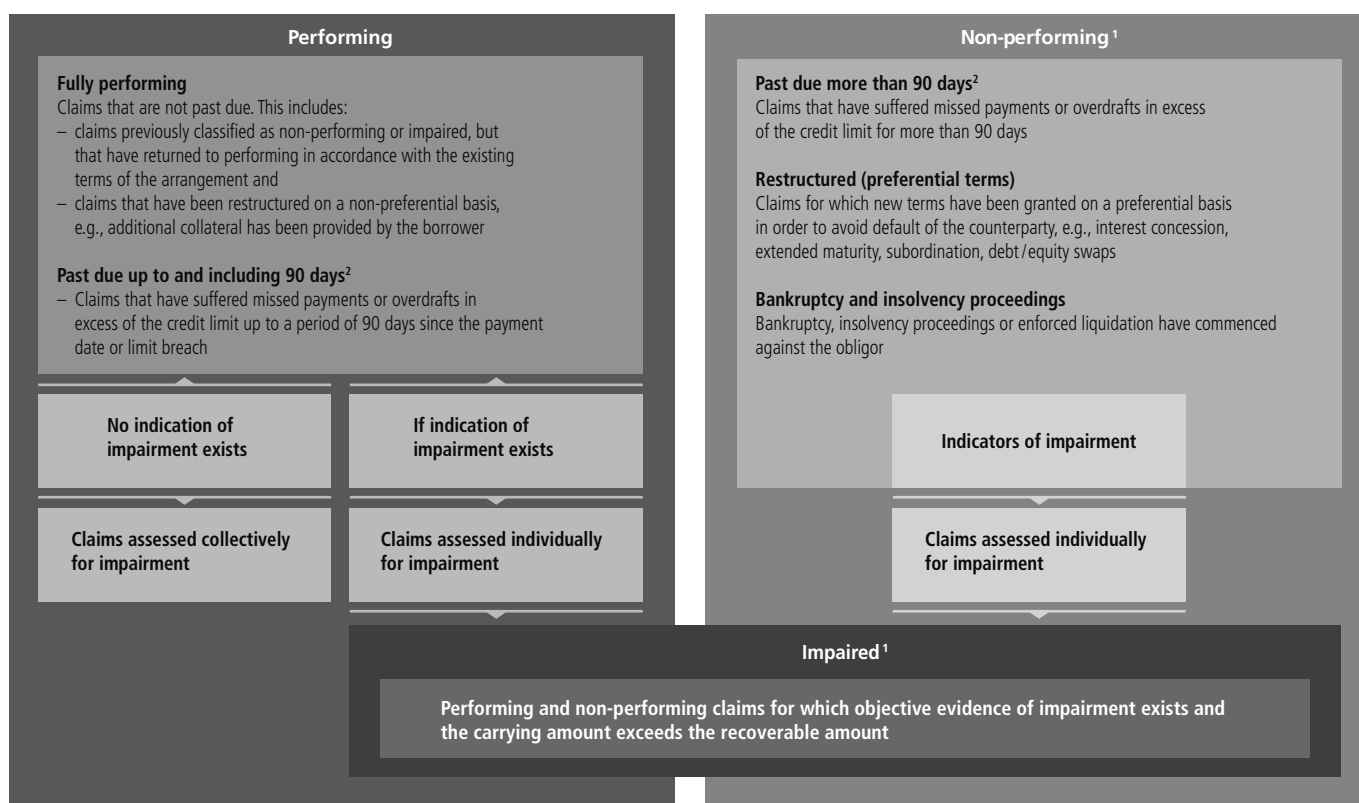 Performing
Fully performing
Claims that are not past due. This includes:
– claims previously classified as non-performing or impaired, but
that have returned to performing in accordance with the existing
terms of the arrangement and
– claims that have been restructured on a non-preferential basis,
e.g., additional collateral has been provided by the borrower
Past due up to and including 90 days²
– Claims that have suffered missed payments or overdrafts in
excess of the credit limit up to a period of 90 days since the payment
date or limit breach
No indication of
impairment exists
If indication of
impairment exists
Claims assessed collectively
for impairment
Claims assessed individually
for impairment
Non-performing ¹
Past due more than 90 days²
Claims that have suffered missed payments or overdrafts in excess
of the credit limit for more than 90 days
Restructured (preferential terms)
Claims for which new terms have been granted on a preferential basis
in order to avoid default of the counterparty, e.g., interest concession,
extended maturity, subordination, debt / equity swaps
Bankruptcy and insolvency proceedings
Bankruptcy, insolvency proceedings or enforced liquidation have commenced
against the obligor
Indicators of impairment
Claims assessed individually
for impairment
Impaired ¹
Performing and non-performing claims for which objective evidence of impairment exists and
the carrying amount exceeds the recoverable amount